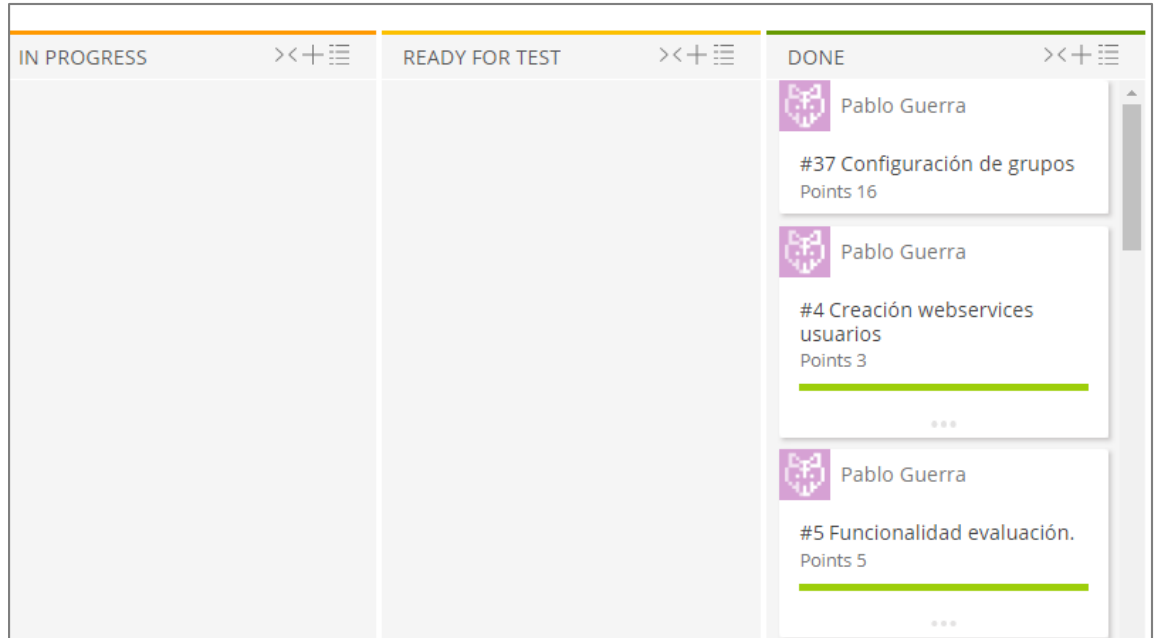 IN PROGRESS
READY FOR TEST
DONE
Pablo Guerra
#37 Configuración de grupos
Points 16
Pablo Guerra
#4 Creación webservices
usuarios
Points 3
Pablo Guerra
#5 Funcionalidad evaluación.
Points 5